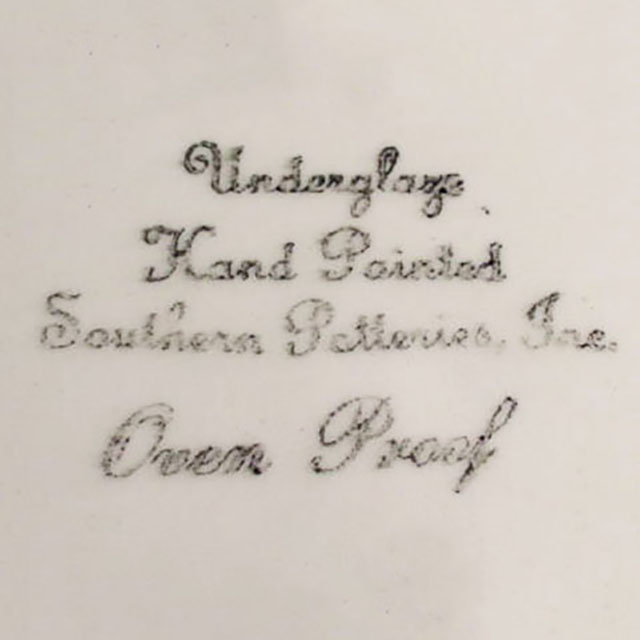 Underglaze
Hand Painted
Southern Potteries, Inc.
Oven Proof